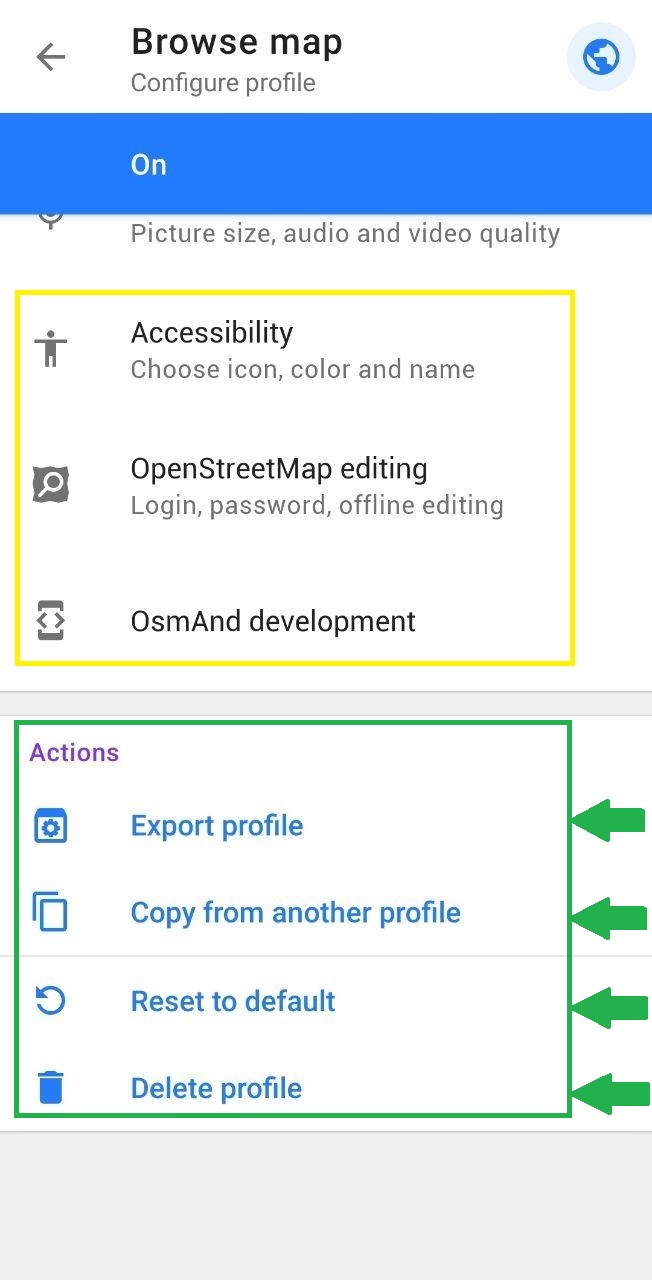 Browse map
Configure profile
On
Picture size, audio and video quality
Accessibility
Choose icon, color and name
OpenStreetMap editing
Login, password, offline editing
OsmAnd development
Actions
Export profile
Copy from another profile
Reset to default
Delete profile